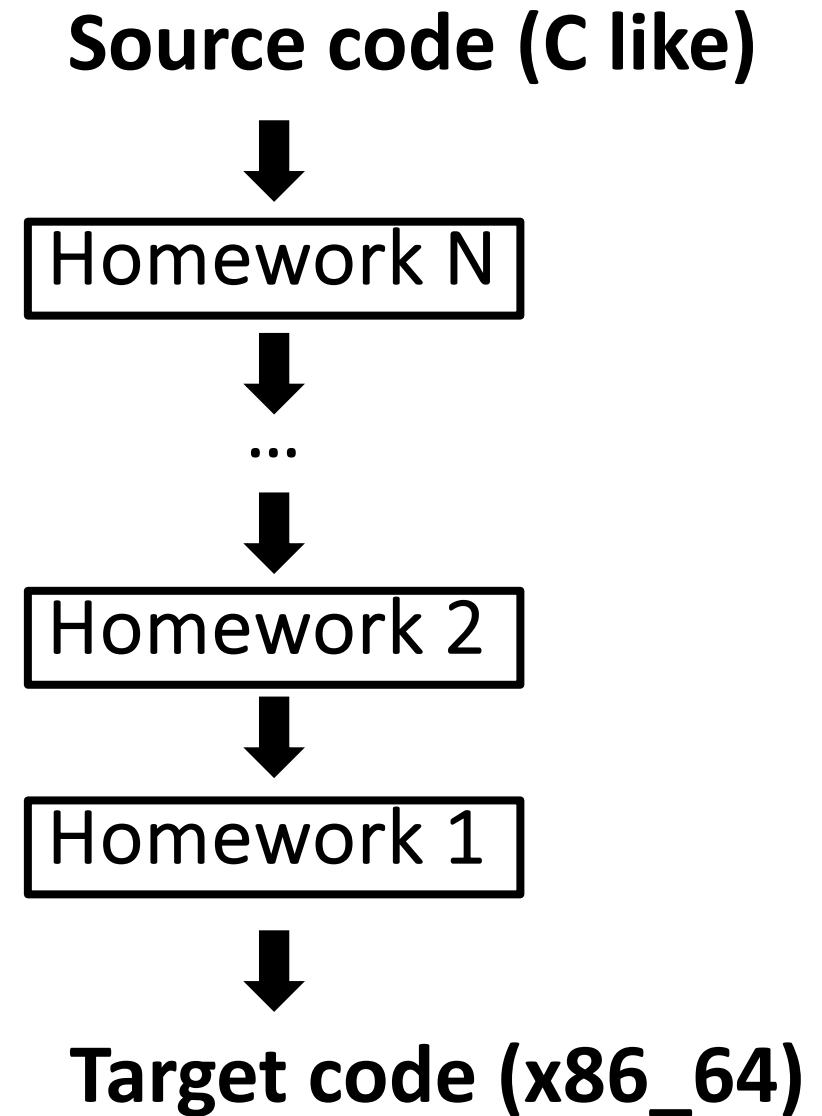 Source code (C like)
Homework N
...
Homework 2
Homework 1
Target code (x86_64)